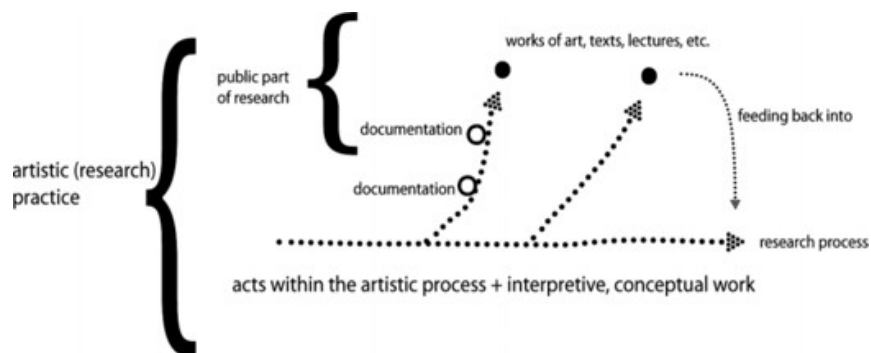 works of art, texts, lectures, etc.
public part
of research
feeding back into
documentation
artistic (research)
practice
documentation
research process
acts within the artistic process + interpretive, conceptual work